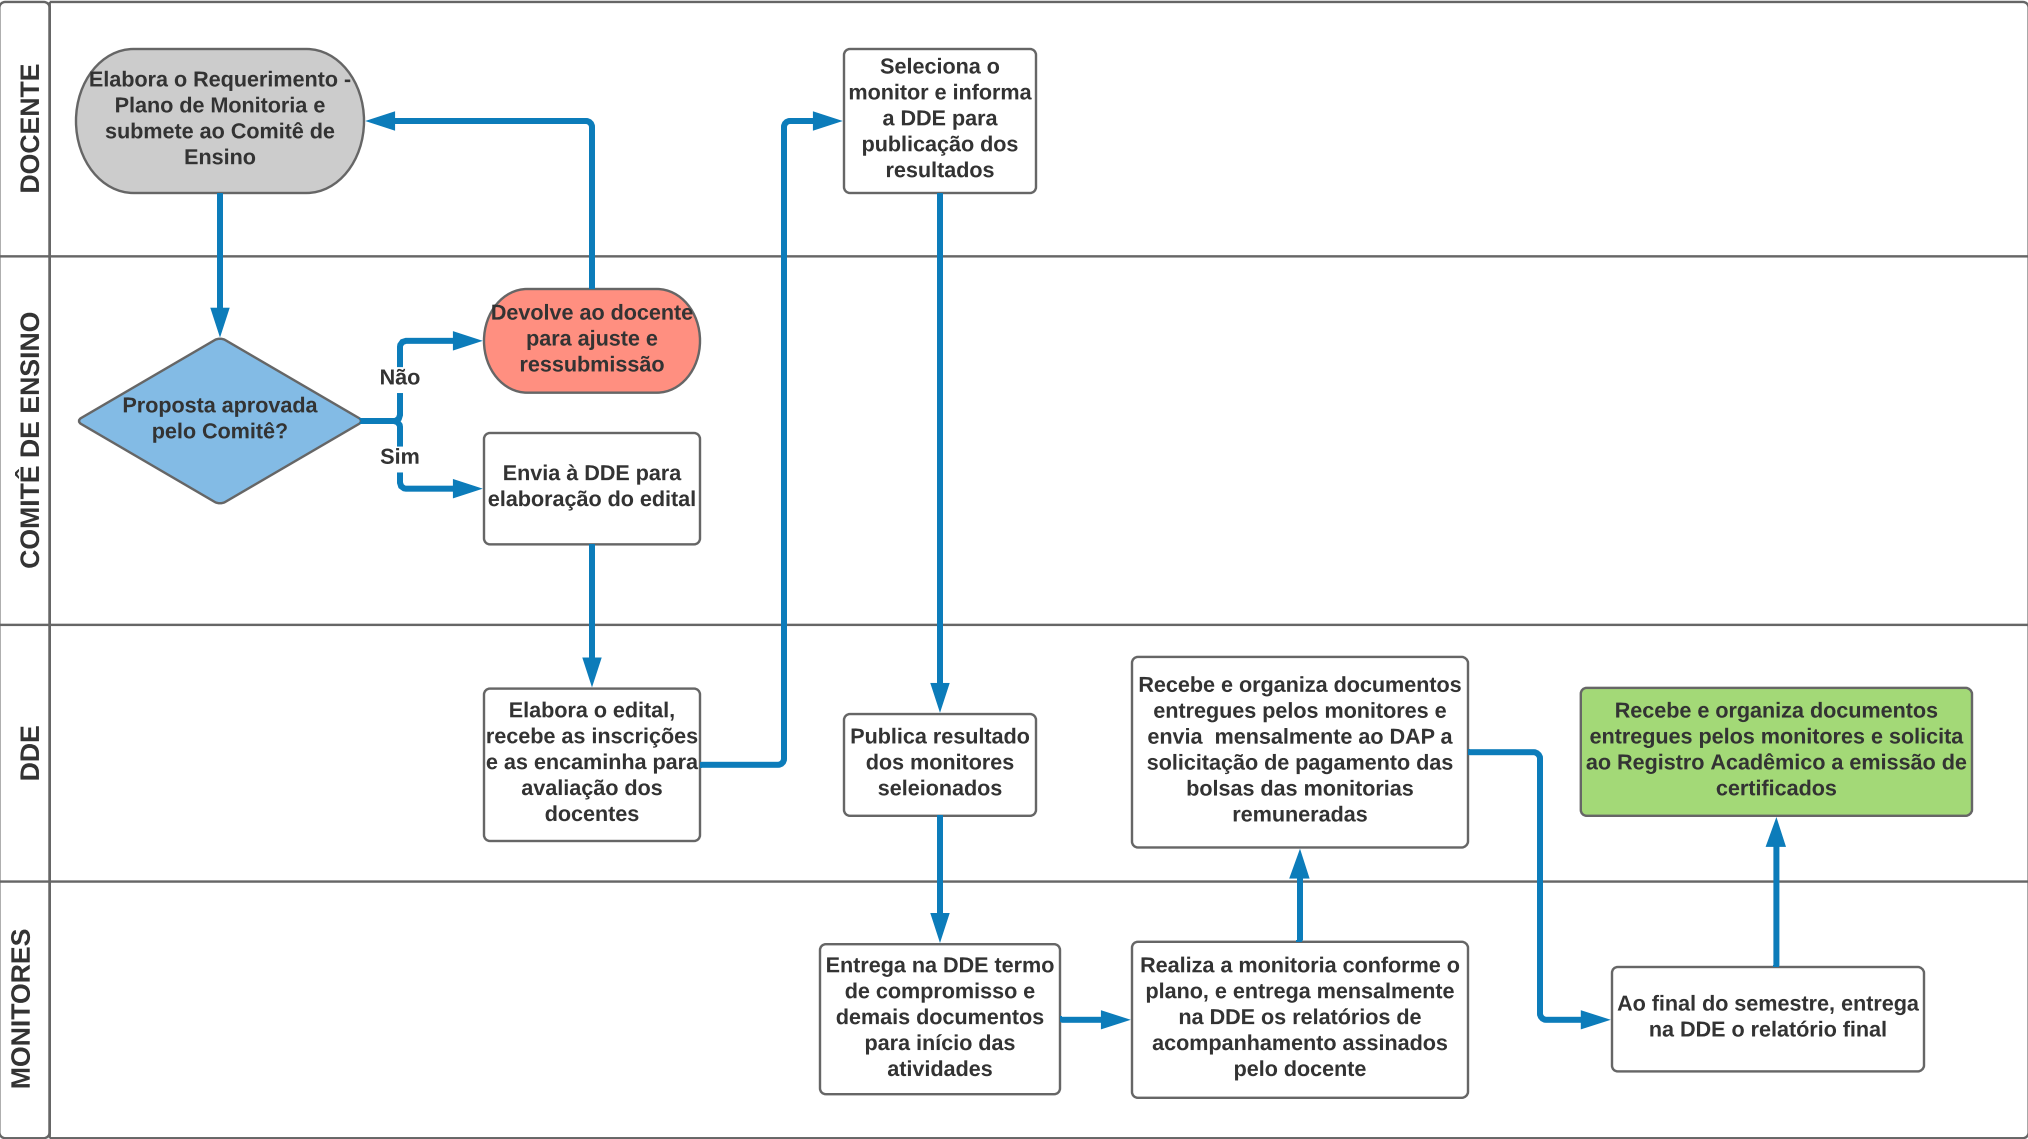 DOCENTE
Elabora o Requerimento -
Plano de Monitoria e
submete ao Comitê de
Ensino
Seleciona o
monitor e informa
a DDE para
publicação dos
resultados
COMITÊ DE ENSINO
Proposta aprovada
pelo Comitê?
Não
Sim
Devolve ao docente
para ajuste e
ressubmissão
Envia à DDE para
elaboração do edital
DDE
Elabora o edital,
recebe as inscrições
e as encaminha para
avaliação dos
docentes
Publica resultado
dos monitores
seleionados
Recebe e organiza documentos
entregues pelos monitores e
envia  mensalmente ao DAP a
solicitação de pagamento das
bolsas das monitorias
remuneradas
Recebe e organiza documentos
entregues pelos monitores e solicita
ao Registro Acadêmico a emissão de
certificados
MONITORES
Entrega na DDE termo
de compromisso e
demais documentos
para início das
atividades
Realiza a monitoria conforme o
plano, e entrega mensalmente
na DDE os relatórios de
acompanhamento assinados
pelo docente
Ao final do semestre, entrega
na DDE o relatório final